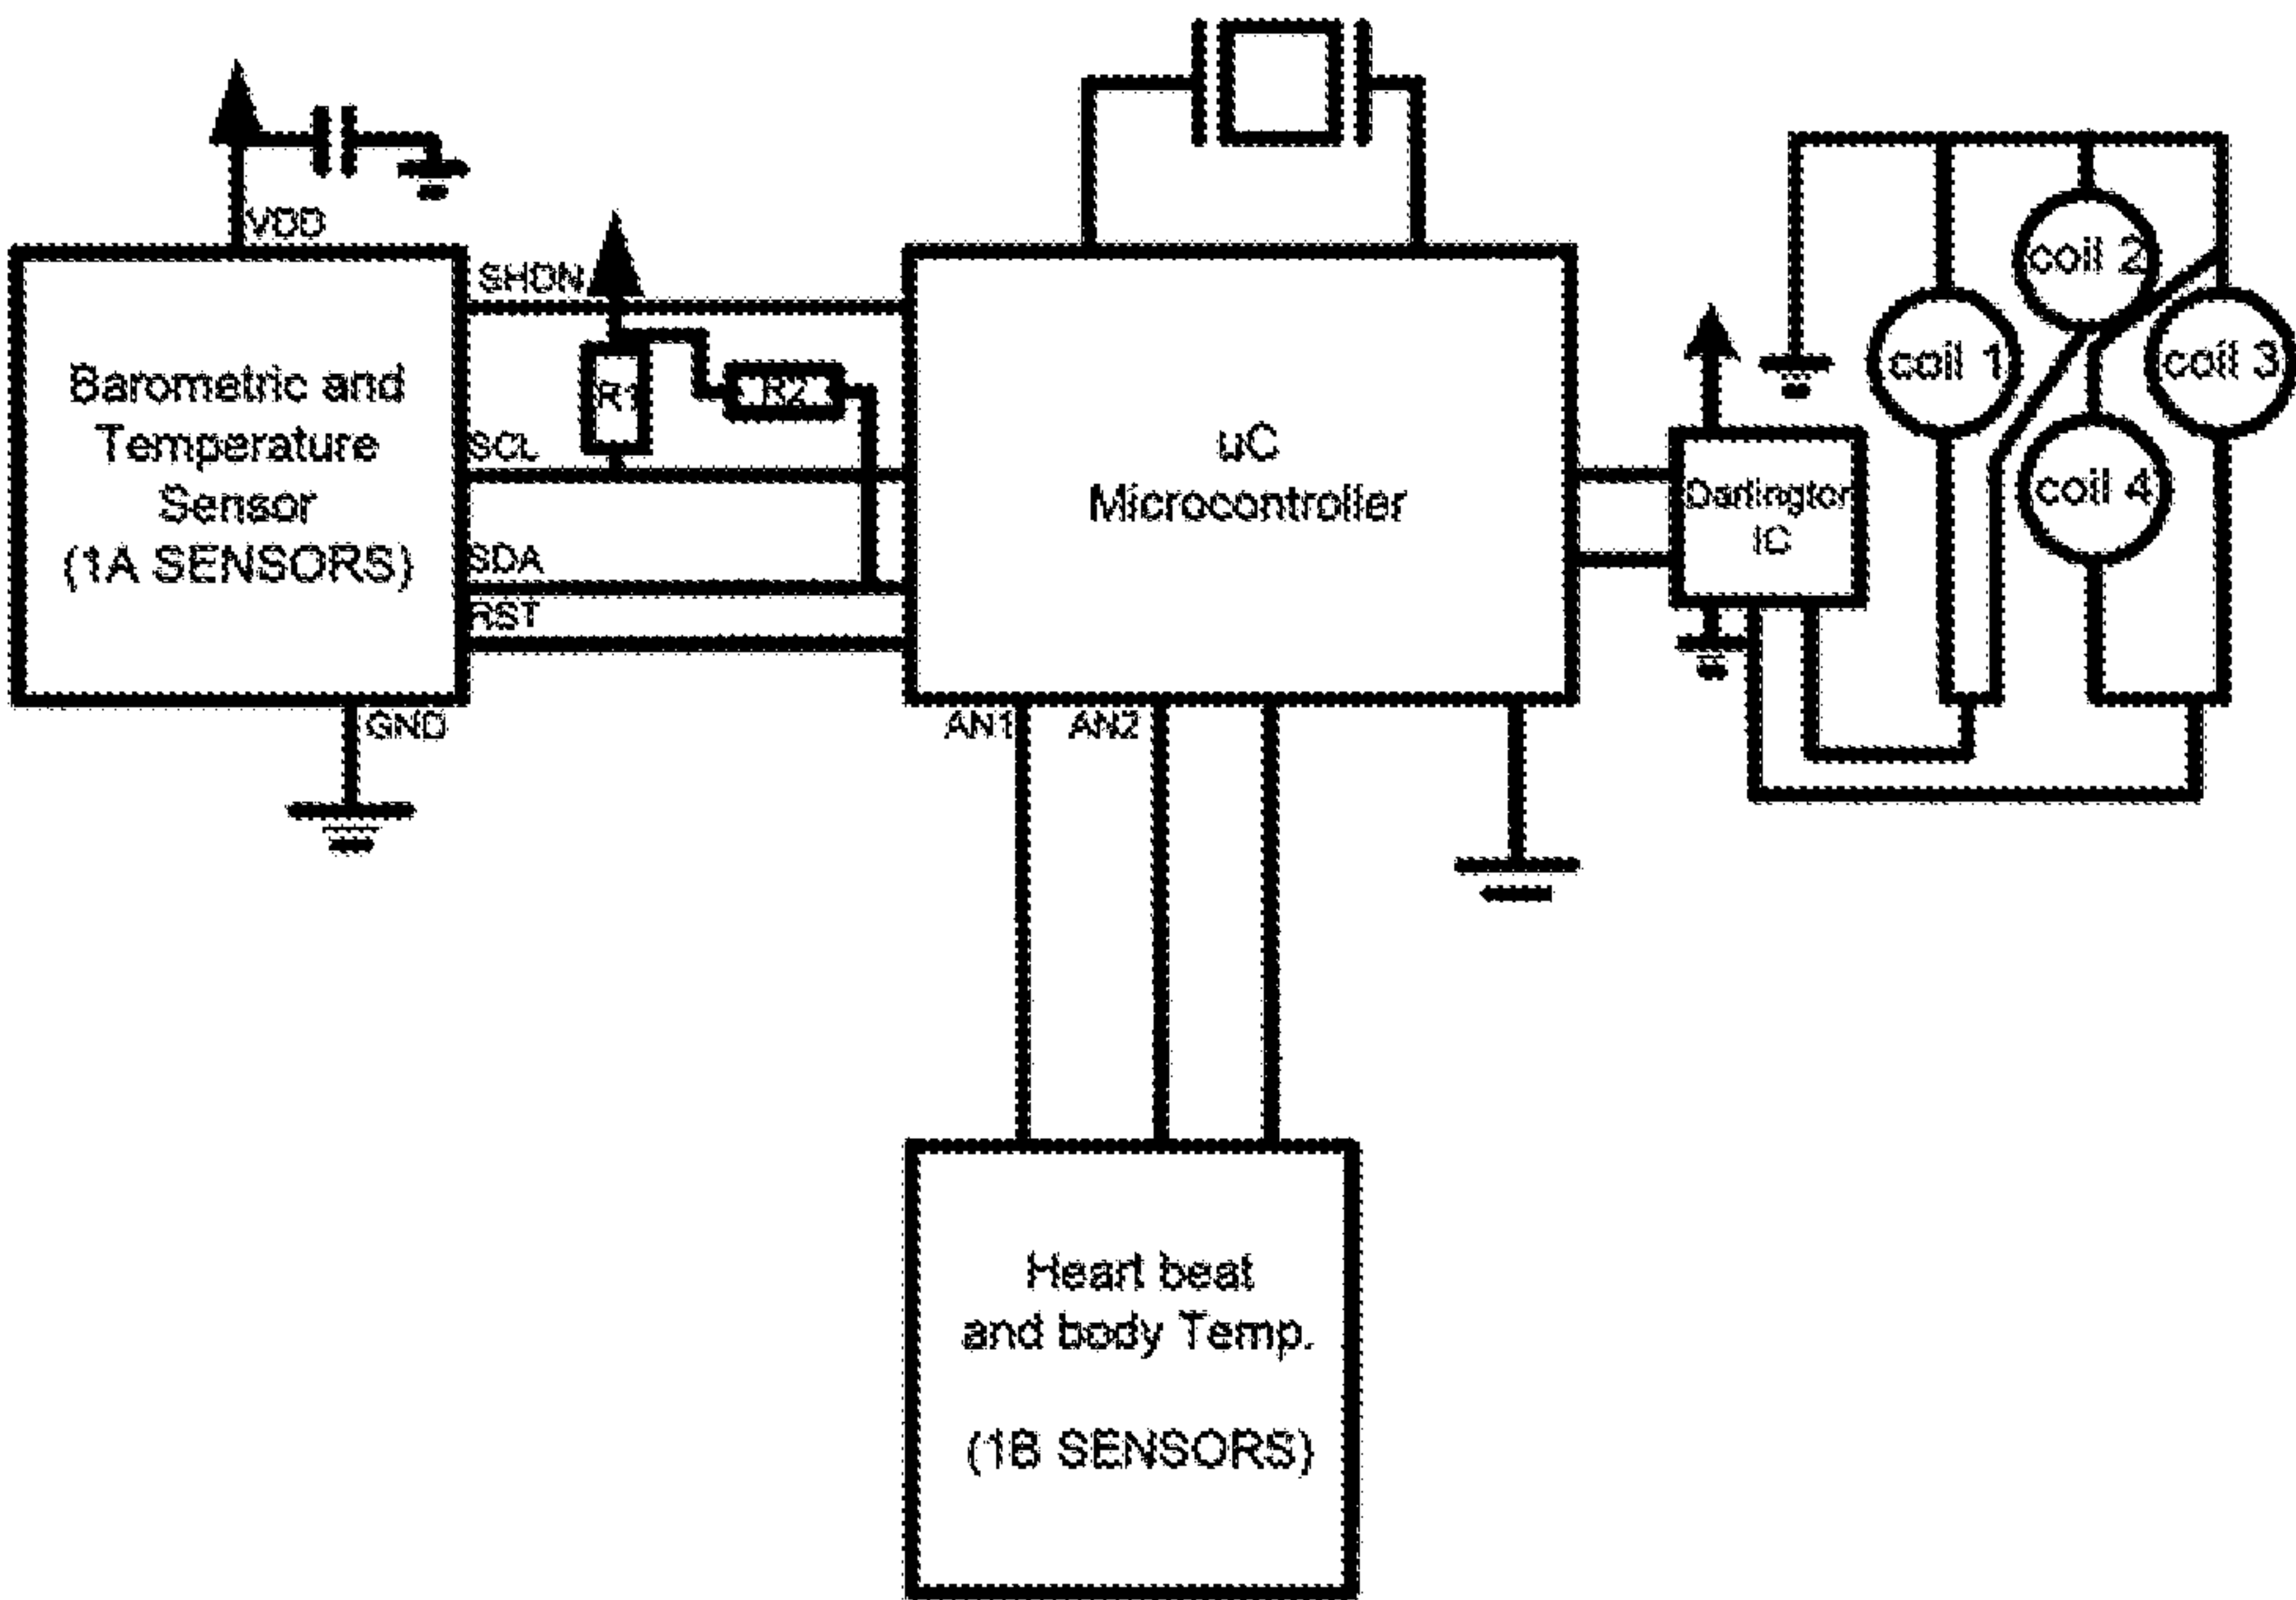 VDD
SHDN
Barometric and
Temperature
Sensor
(1A SENSORS)
R1
R2
SCL
SDA
RST
GND
uC
Microcontroller
AN1
AN2
Darlington
IC
coil 1
coil 2
coil 3
coil 4
Heart beat
and body Temp.
(1B SENSORS)